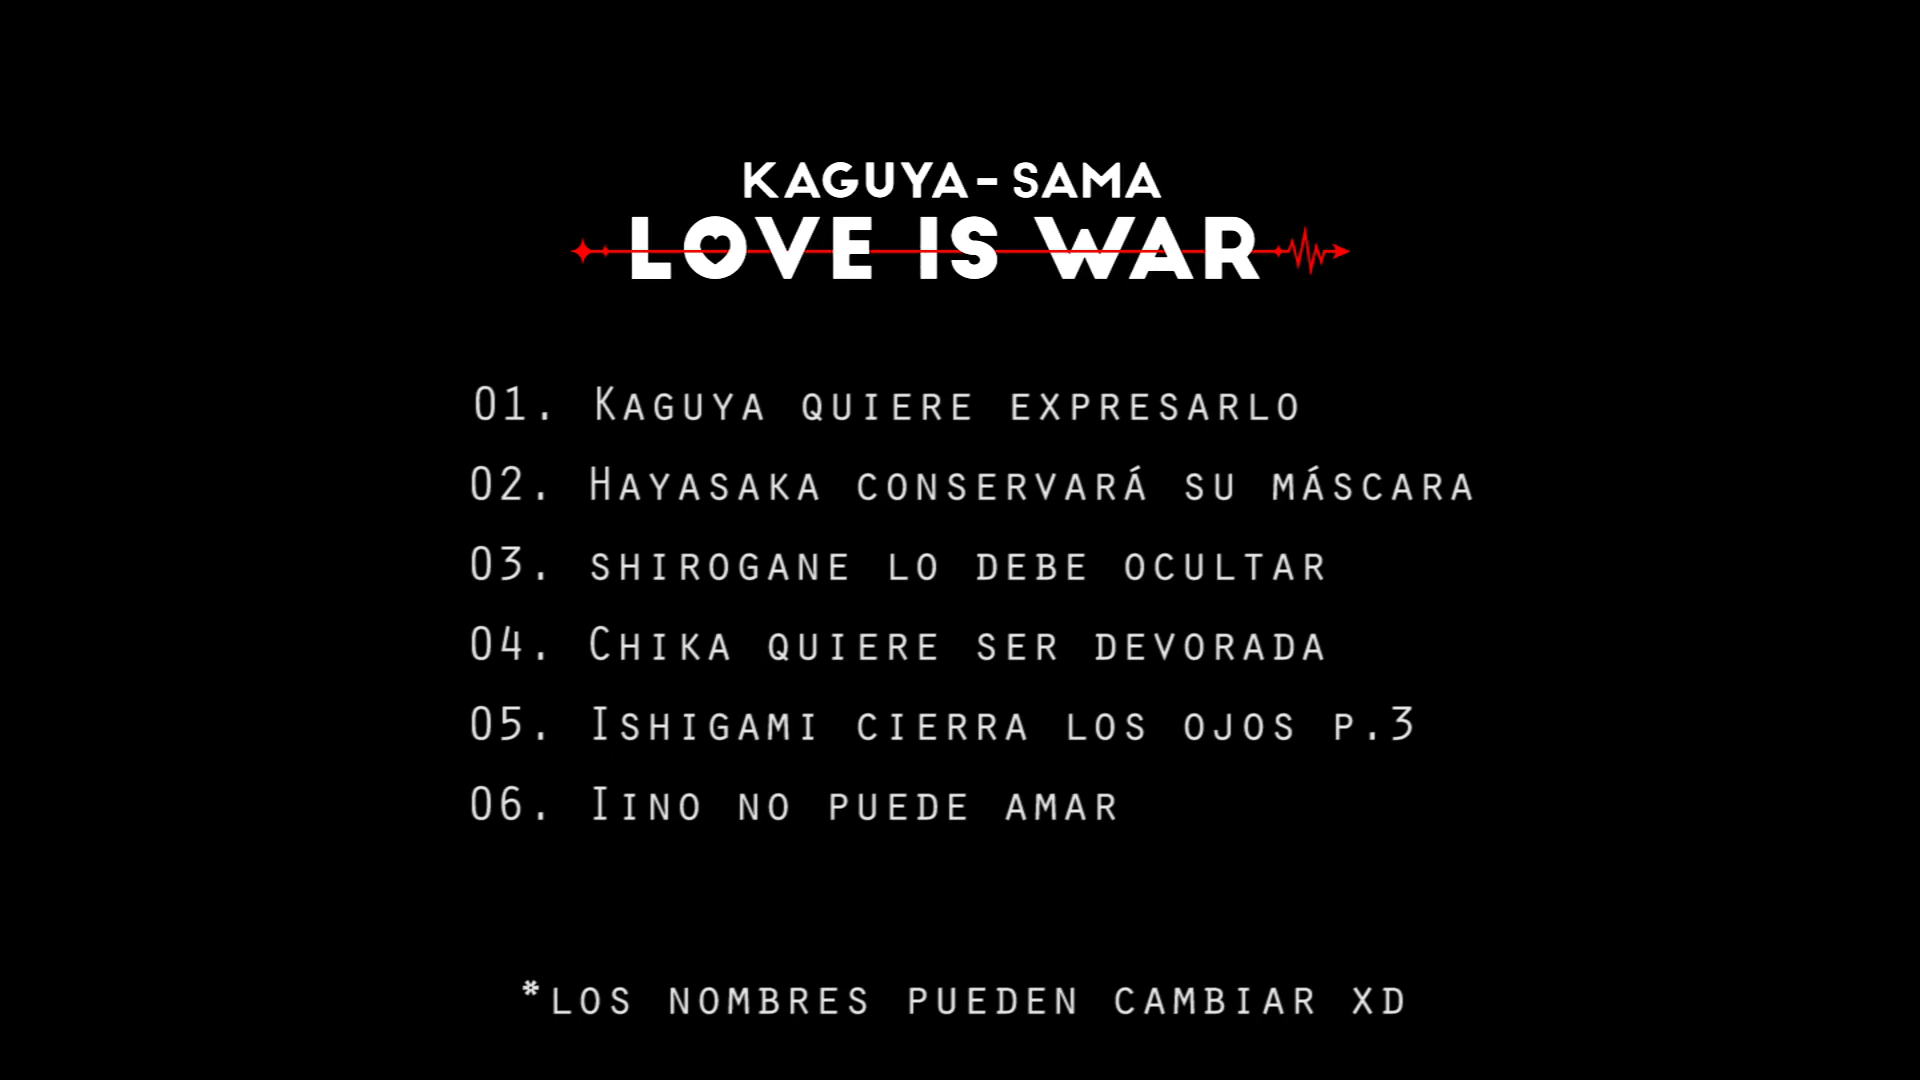 KAGUYA-SAMA
LOVE IS WAR
01. Kaguya quiere expresarlo
02. Hayasaka conservará su máscara
03. shirogane lo debe ocultar
04. Chika quiere ser devorada
05. Ishigami cierra los ojos p.3
06. Iino no puede amar
*los nombres pueden cambiar xd